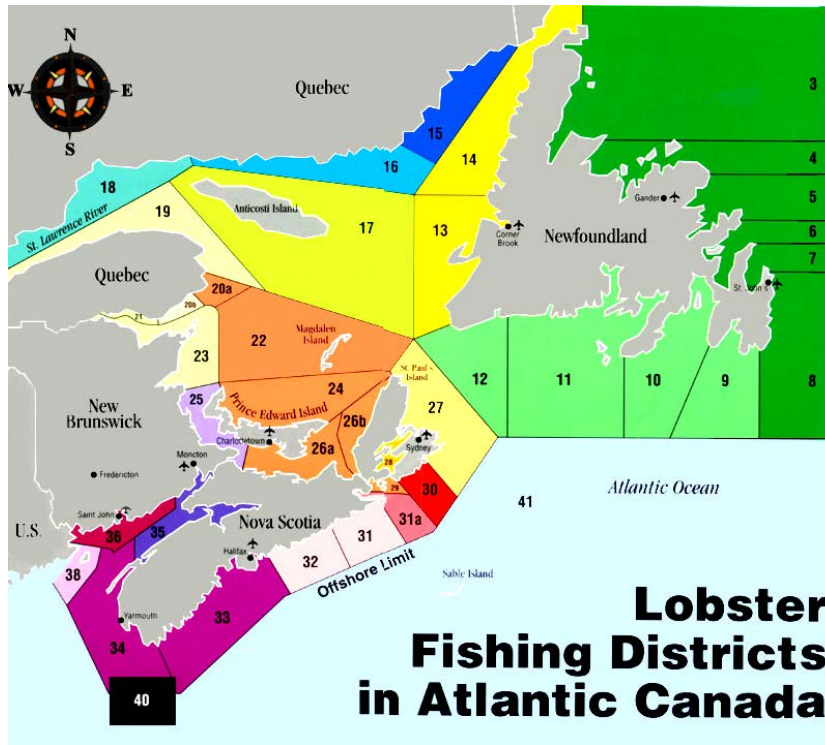 N
W E
S
Quebec
3
15
14
4
16
18
5
Gander
19
Anticosti Island
17
13
6
St. Lawrence River
Corner
Brook
Newfoundland
7
Quebec
20a
St. John's
20b
21
22
Magdalen
Island
23
St. Paul's
Island
12
11
10
9
8
24
27
25
Prince Edward Island
New
Brunswick
26b
Charlottetown
26a
Sydney
Moncton
28
Fredericton
29
30
41
Atlantic Ocean
Saint John
Nova Scotia
31a
U.S.
36
35
31
Halifax
32
38
Offshore Limit
Sable Island
Yarmouth
33
34
40
Lobster
Fishing Districts
in Atlantic Canada